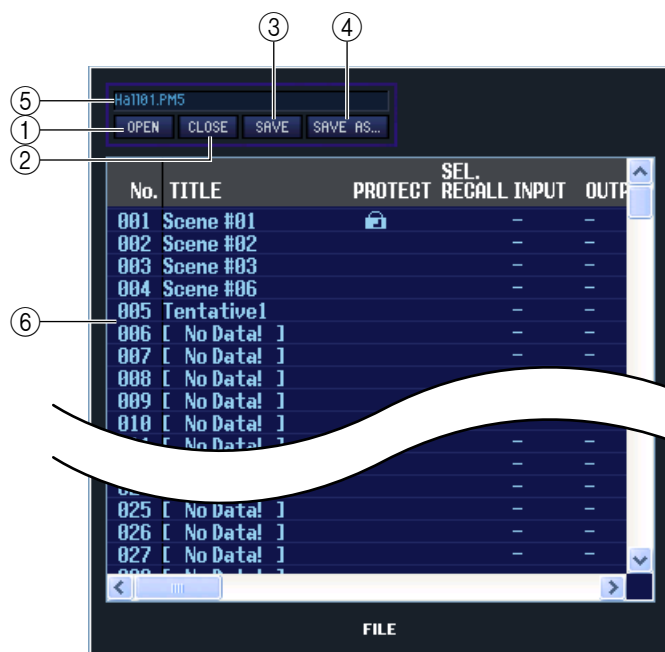 ③ ④
⑤ Hall01.PM5
① OPEN CLOSE SAVE SAVE AS...
②
No. TITLE PROTECT SEL. RECALL INPUT OUTP
001 Scene #01 – –
002 Scene #02 – –
003 Scene #03 – –
004 Scene #06 – –
005 Tentative1 – –
⑥
006 [ No Data! ] – –
007 [ No Data! ] – –
008 [ No Data! ] – –
009 [ No Data! ]
010 [ No Data! ]
[ No Data! ] – –
– –
– –
025 [ No Data! ] – –
026 [ No Data! ] – –
027 [ No Data! ] – –
FILE